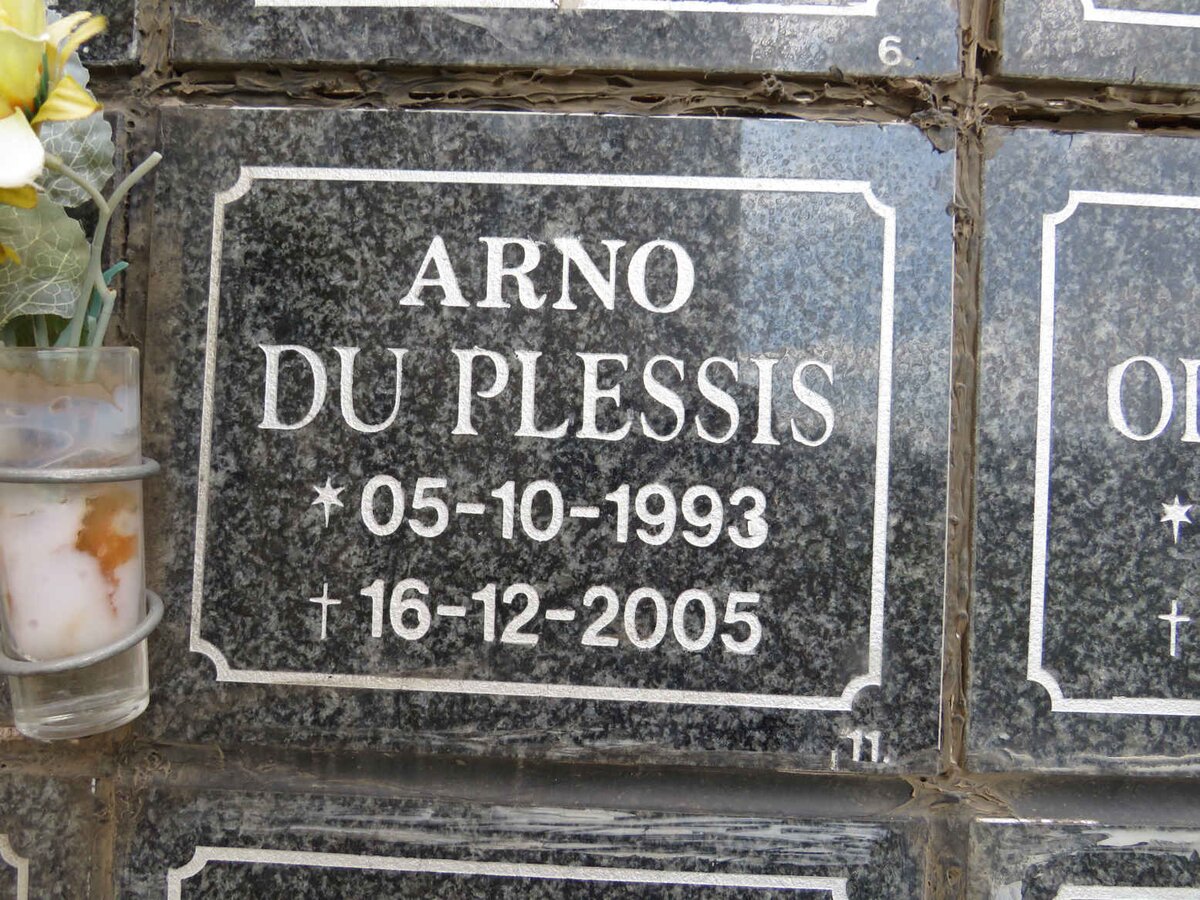 6
ARNO
DU PLESSIS
* 05-10-1993
† 16-12-2005
11